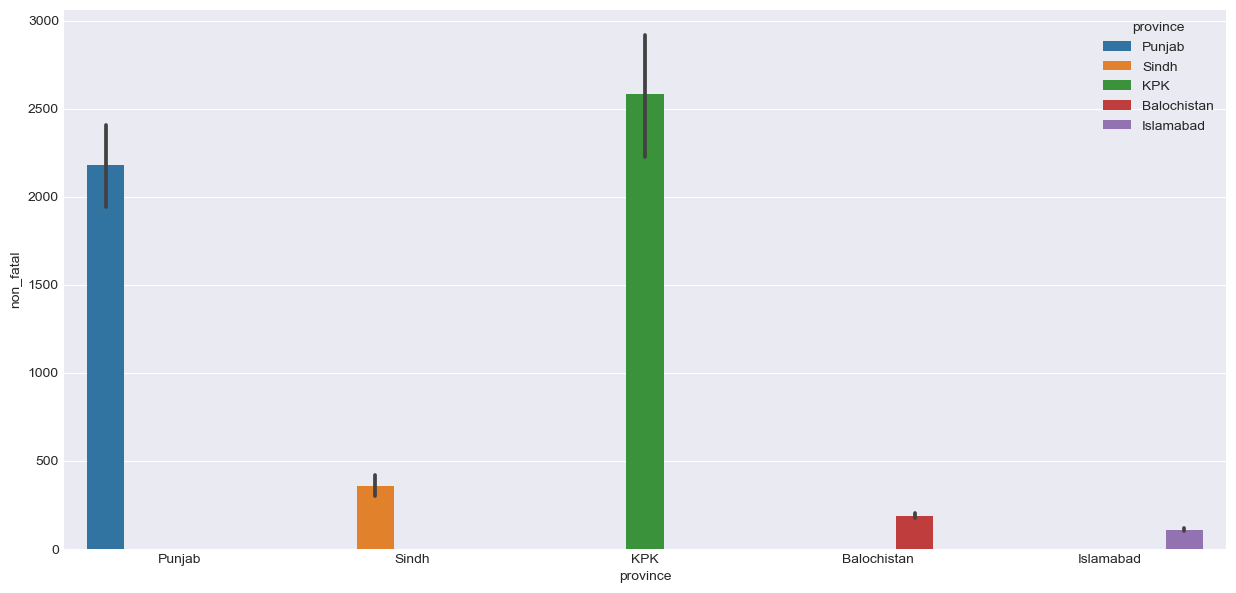 3000
2500
2000
1500
1000
500
0
non_fatal
province
Punjab
Sindh
KPK
Balochistan
Islamabad
Punjab Sindh KPK Balochistan Islamabad
province